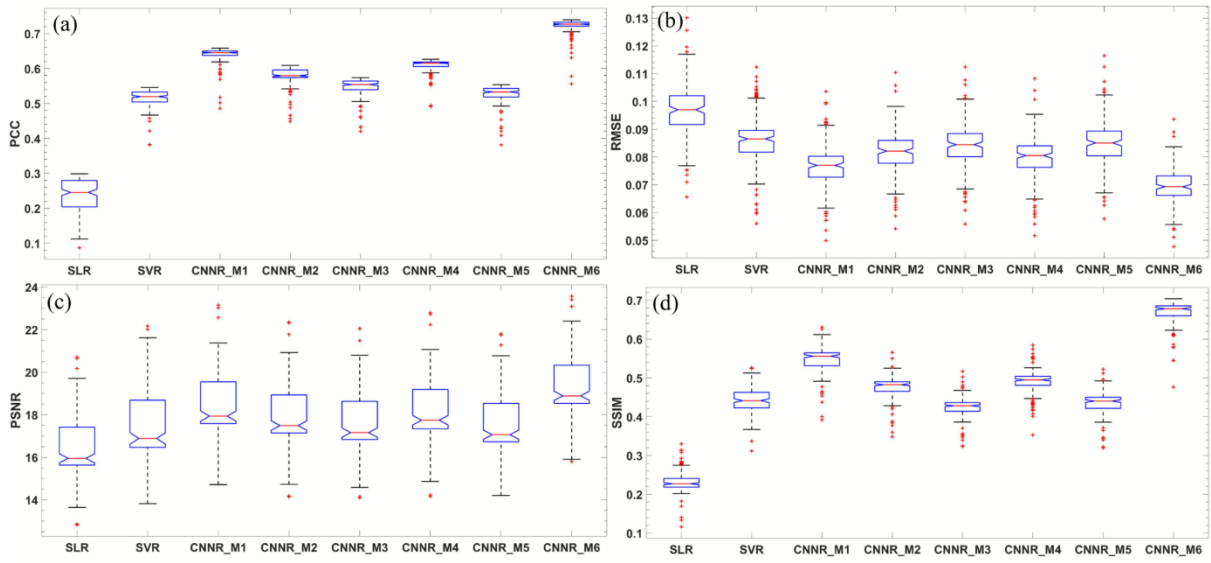 (a)
PCC
0.7
0.6
0.5
0.4
0.3
0.2
0.1
SLR SVR CNNR_M1 CNNR_M2 CNNR_M3 CNNR_M4 CNNR_M5 CNNR_M6
(b)
RMSE
0.13
0.12
0.11
0.1
0.09
0.08
0.07
0.06
0.05
SLR SVR CNNR_M1 CNNR_M2 CNNR_M3 CNNR_M4 CNNR_M5 CNNR_M6
(c)
PSNR
24
22
20
18
16
14
SLR SVR CNNR_M1 CNNR_M2 CNNR_M3 CNNR_M4 CNNR_M5 CNNR_M6
(d)
SSIM
0.7
0.6
0.5
0.4
0.3
0.2
0.1
SLR SVR CNNR_M1 CNNR_M2 CNNR_M3 CNNR_M4 CNNR_M5 CNNR_M6